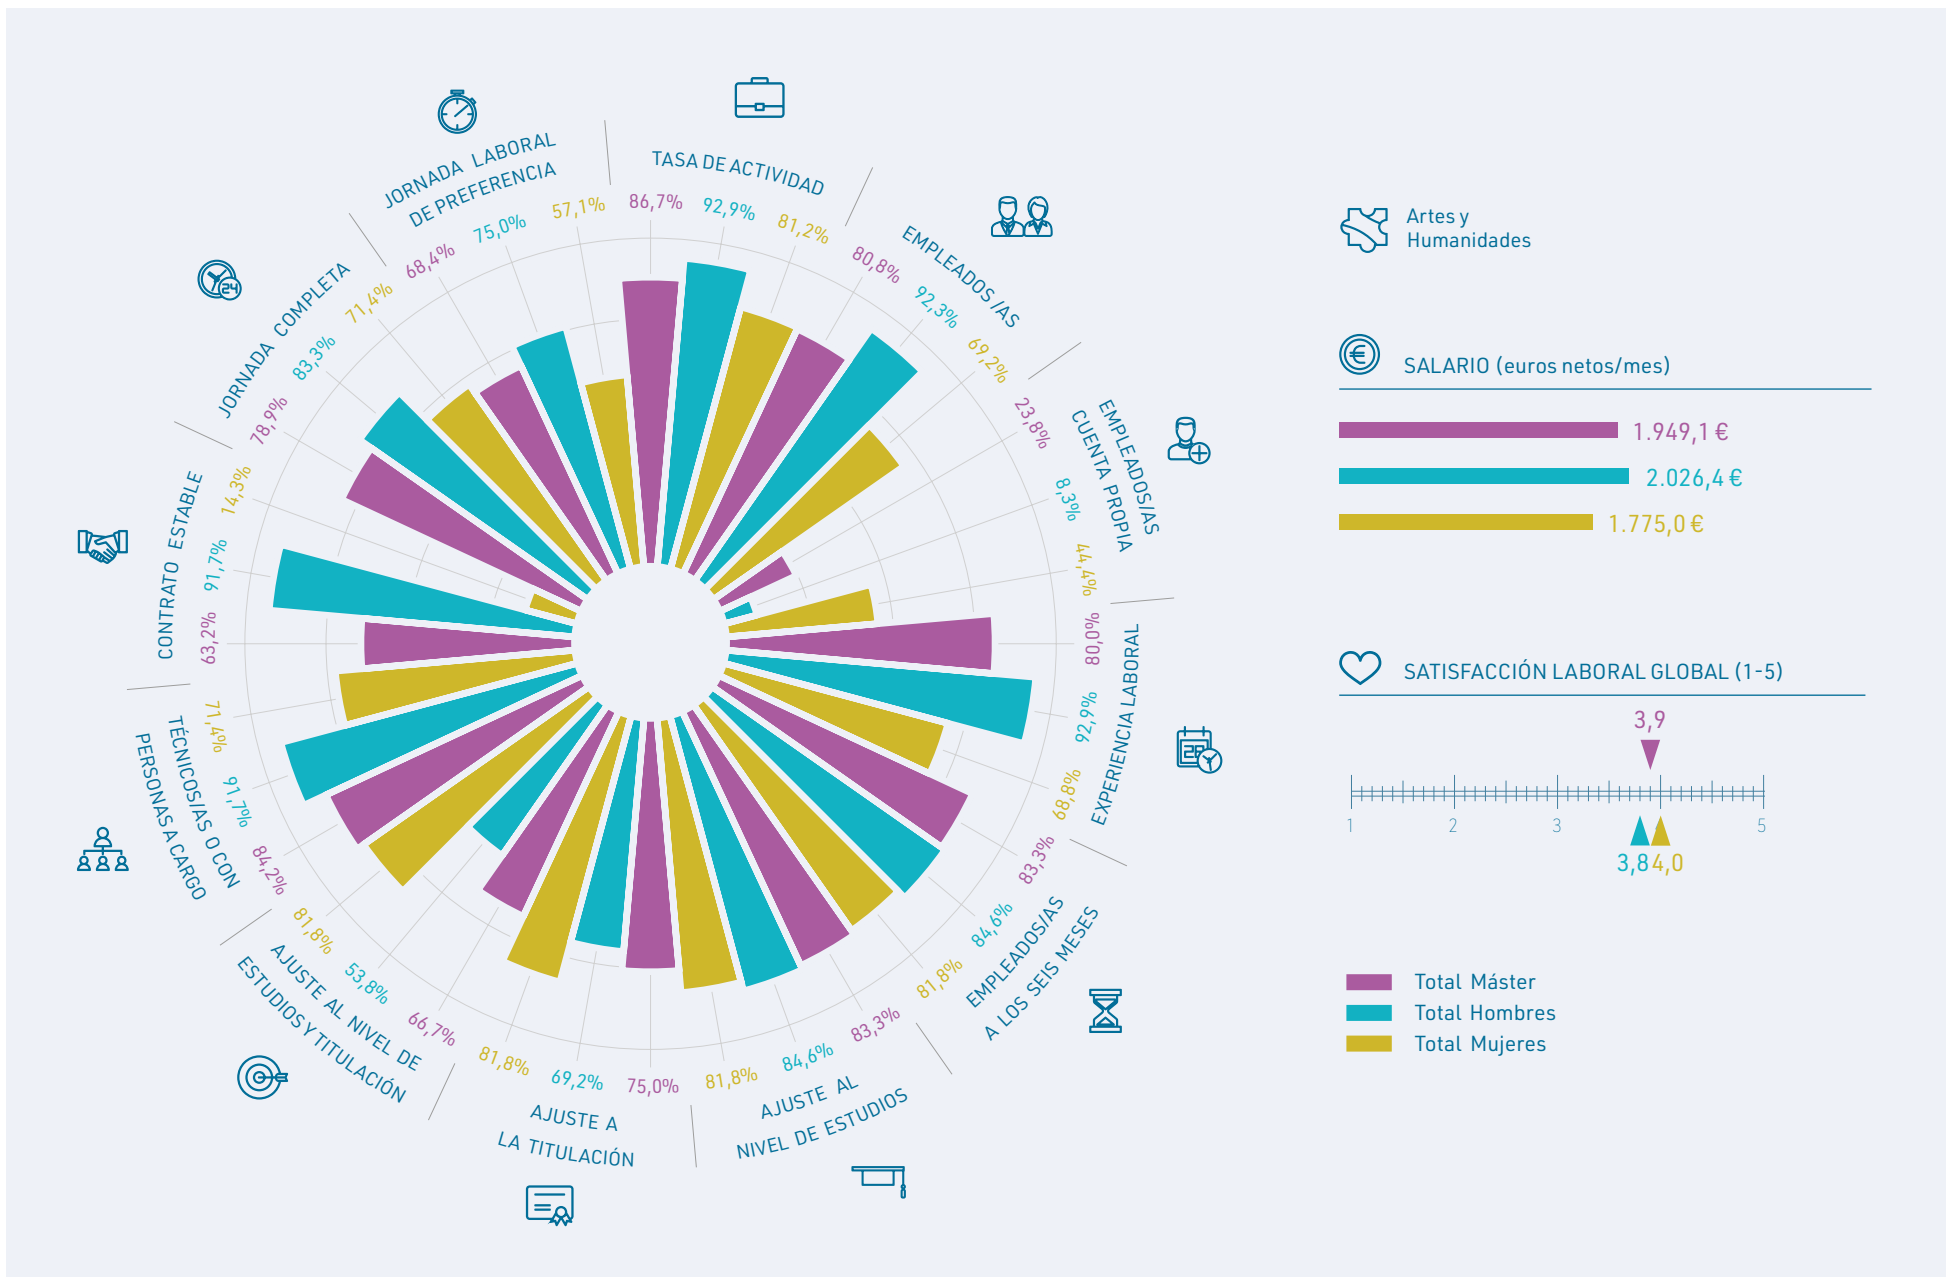 JORNADA LABORAL
DE PREFERENCIA
68,4%
75,0%
57,1%
TASA DE ACTIVIDAD
86,7%
92,9%
81,2%
EMPLEADOS /AS
80,8%
92,3%
69,2%
EMPLEADOS/AS
CUENTA PROPIA
23,8%
8,3%
44,4%
EXPERIENCIA LABORAL
80,0%
92,9%
68,8%
EMPLEADOS/AS
A LOS SEIS MESES
83,3%
84,6%
81,8%
AJUSTE AL
NIVEL DE ESTUDIOS
83,3%
84,6%
81,8%
AJUSTE A
LA TITULACIÓN
75,0%
69,2%
81,8%
AJUSTE AL NIVEL DE
ESTUDIOS Y TITULACIÓN
66,7%
53,8%
81,8%
TÉCNICOS/AS O CON
PERSONAS A CARGO
84,2%
91,7%
71,4%
CONTRATO ESTABLE
63,2%
91,7%
14,3%
JORNADA COMPLETA
78,9%
83,3%
71,4%
24
26
Artes y
Humanidades
€
SALARIO (euros netos/mes)
1.949,1 €
2.026,4 €
1.775,0 €
SATISFACCIÓN LABORAL GLOBAL (1-5)
3,9
1 2 3 5
3,8 4,0
Total Máster
Total Hombres
Total Mujeres